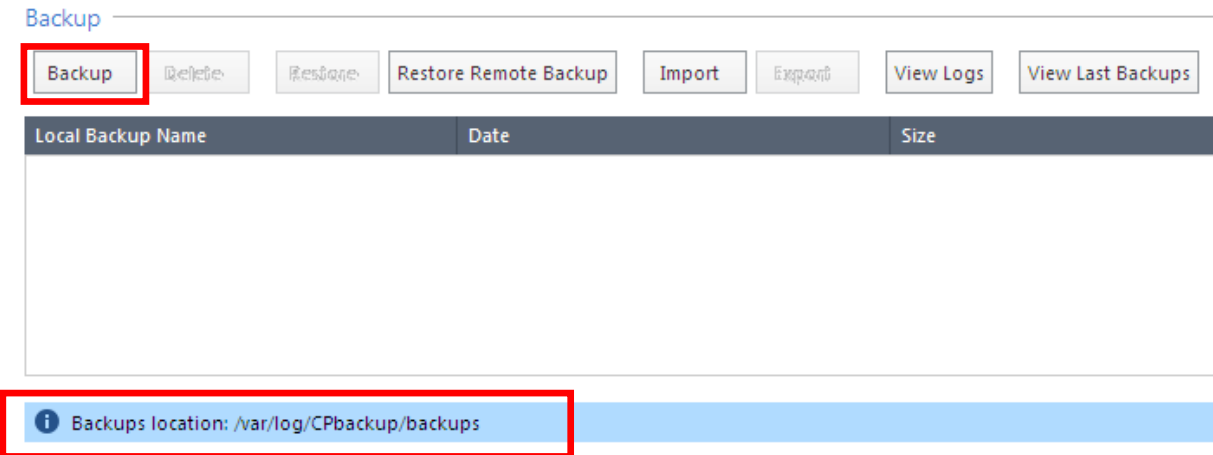 Backup
Backup Delete Restore Restore Remote Backup Import Export View Logs View Last Backups
Local Backup Name Date Size
Backups location: /var/log/CPbackup/backups